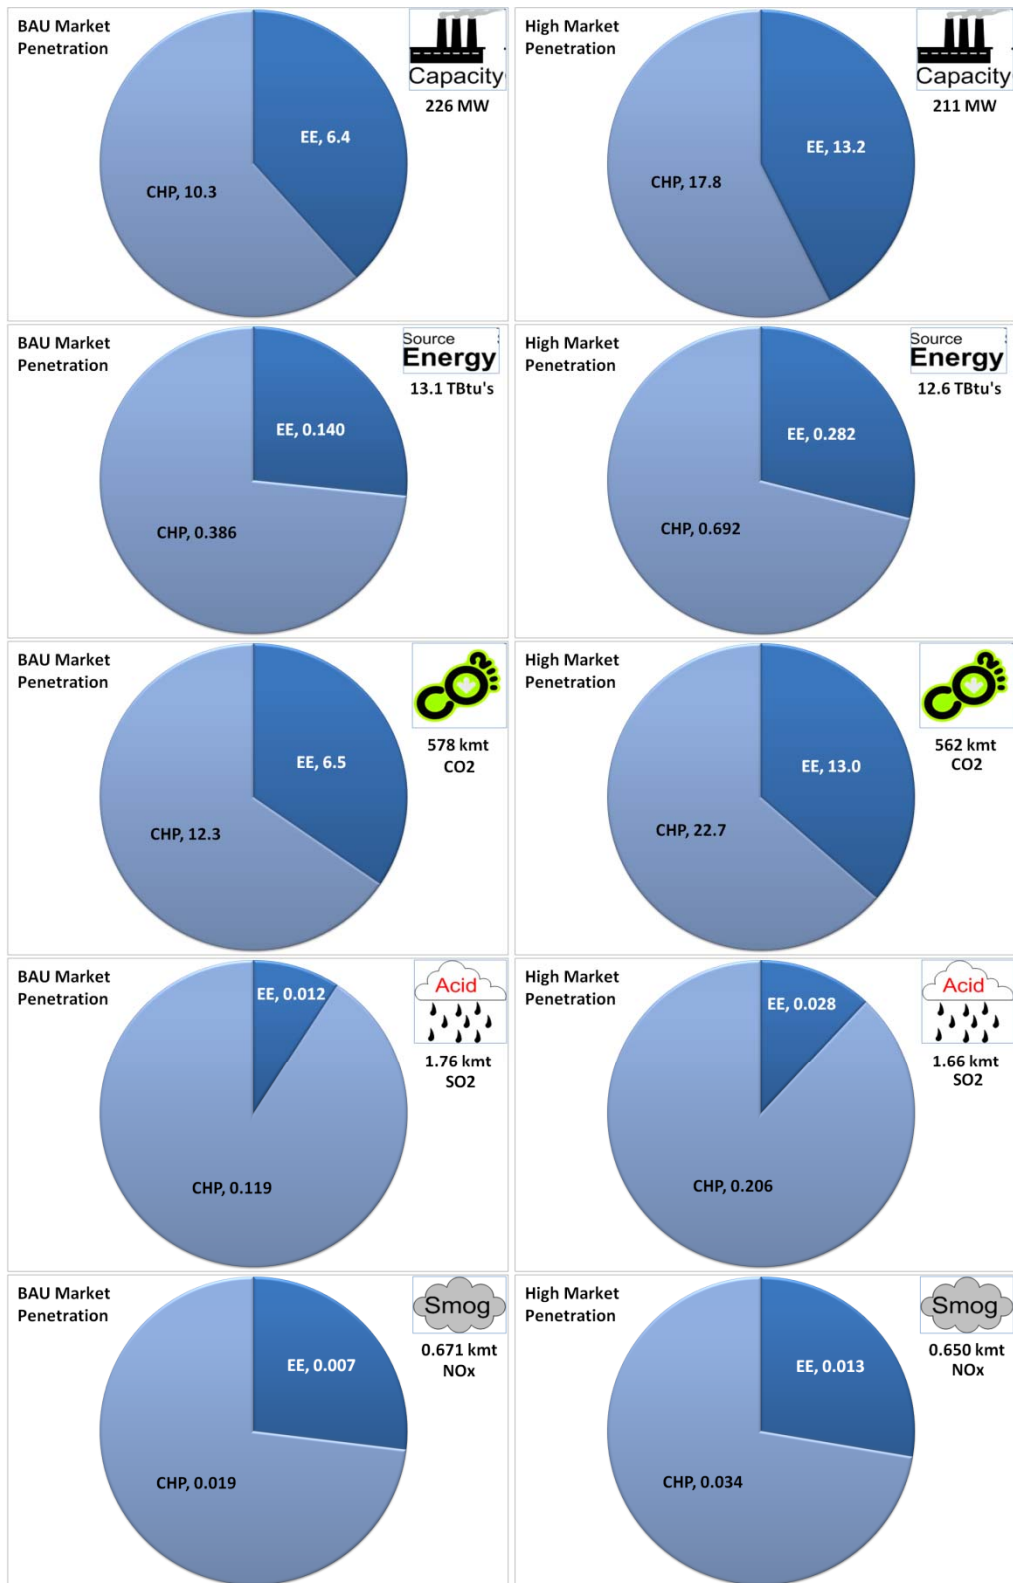 BAU Market
Penetration
Capacity
226 MW
EE, 6.4
CHP, 10.3
High Market
Penetration
Capacity
211 MW
EE, 13.2
CHP, 17.8
BAU Market
Penetration
Source
Energy
13.1 TBtu's
EE, 0.140
CHP, 0.386
High Market
Penetration
Source
Energy
12.6 TBtu's
EE, 0.282
CHP, 0.692
BAU Market
Penetration
CO2
578 kmt
CO2
EE, 6.5
CHP, 12.3
High Market
Penetration
CO2
562 kmt
CO2
EE, 13.0
CHP, 22.7
BAU Market
Penetration
Acid
1.76 kmt
SO2
EE, 0.012
CHP, 0.119
High Market
Penetration
Acid
1.66 kmt
SO2
EE, 0.028
CHP, 0.206
BAU Market
Penetration
Smog
0.671 kmt
NOx
EE, 0.007
CHP, 0.019
High Market
Penetration
Smog
0.650 kmt
NOx
EE, 0.013
CHP, 0.034